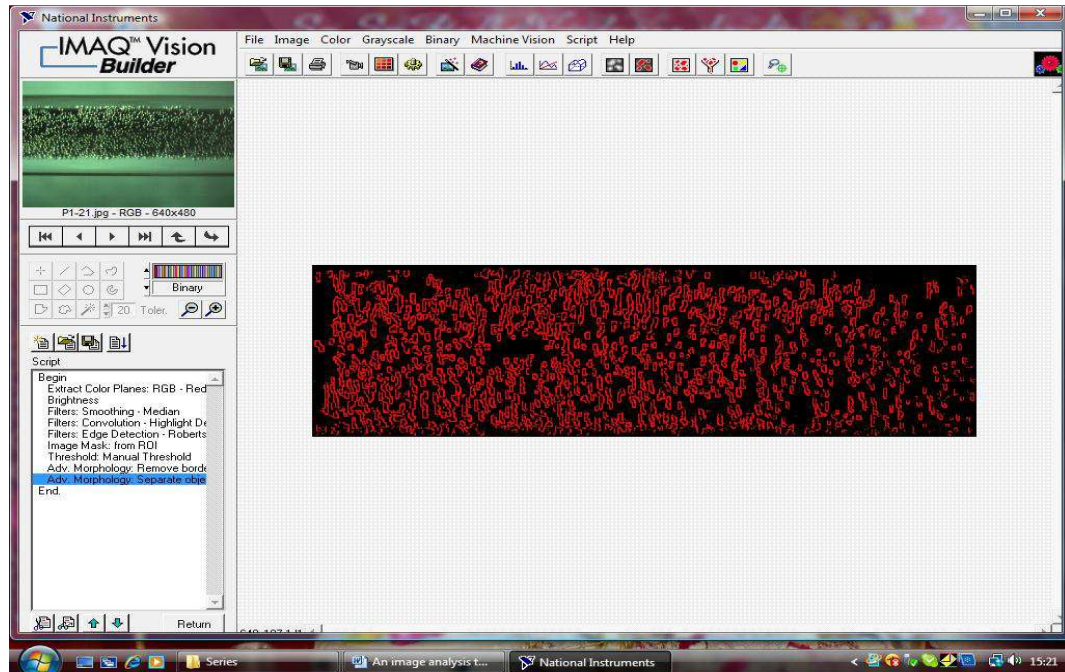 National Instruments
IMAQ™ Vision
Builder
File Image Color Grayscale Binary Machine Vision Script Help
P1-21.jpg - RGB - 640x480
Binary
20 Toler.
Script
Begin
Extract Color Planes: RGB - Red
Brightness
Filters: Smoothing - Median
Filters: Convolution - Highlight De
Filters: Edge Detection - Roberts
Image Mask: from ROI
Threshold: Manual Threshold
Adv. Morphology: Remove borde
Adv. Morphology: Separate obje
End.
Return
Series
An image analysis t...
National Instruments
15:21